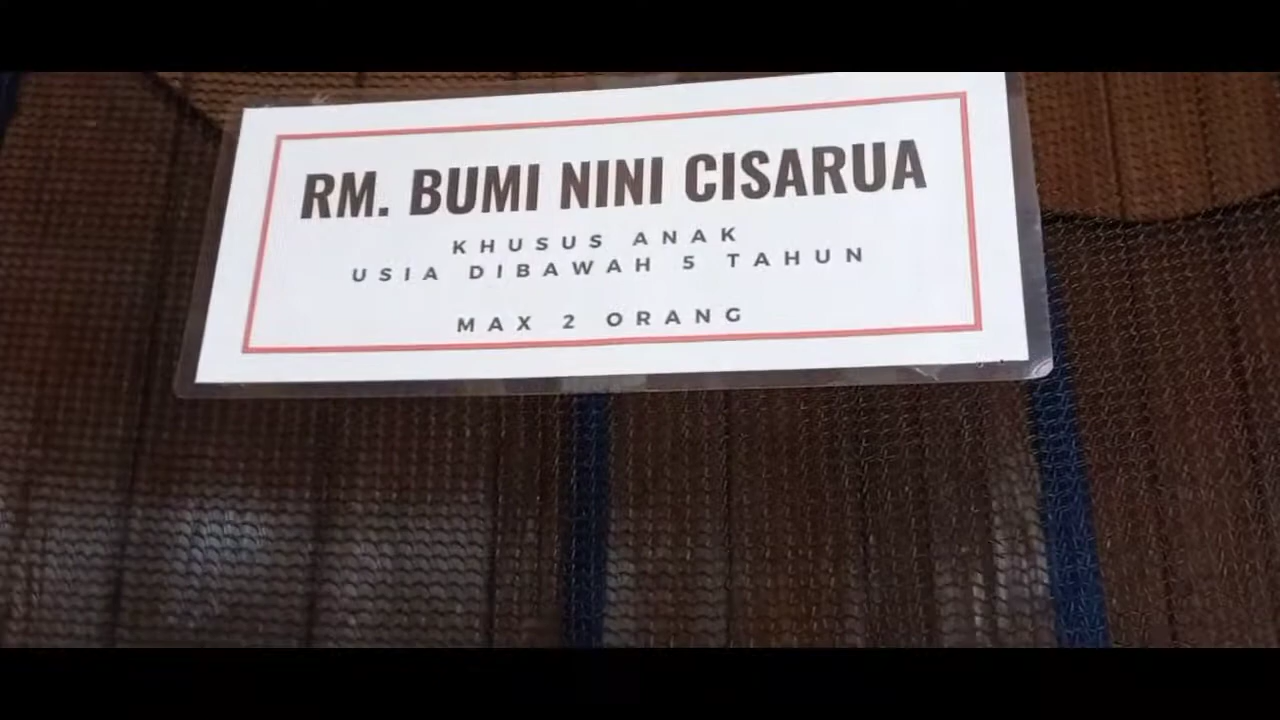 RM. BUMI NINI CISARUA
KHUSUS ANAK
USIA DIBAWAH 5 TAHUN
MAX 2 ORANG